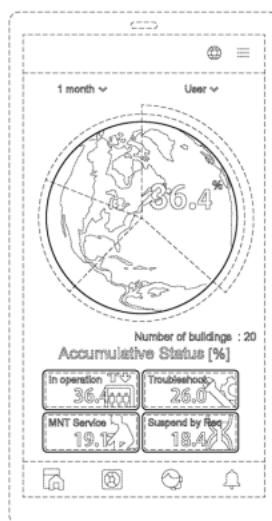 1 month User
%
36.4
Number of buildings : 20
Accumulative Status [%]
In operation
36.4
Troubleshoot
26.0
MNT Service
19.1
Suspend by Req
18.4